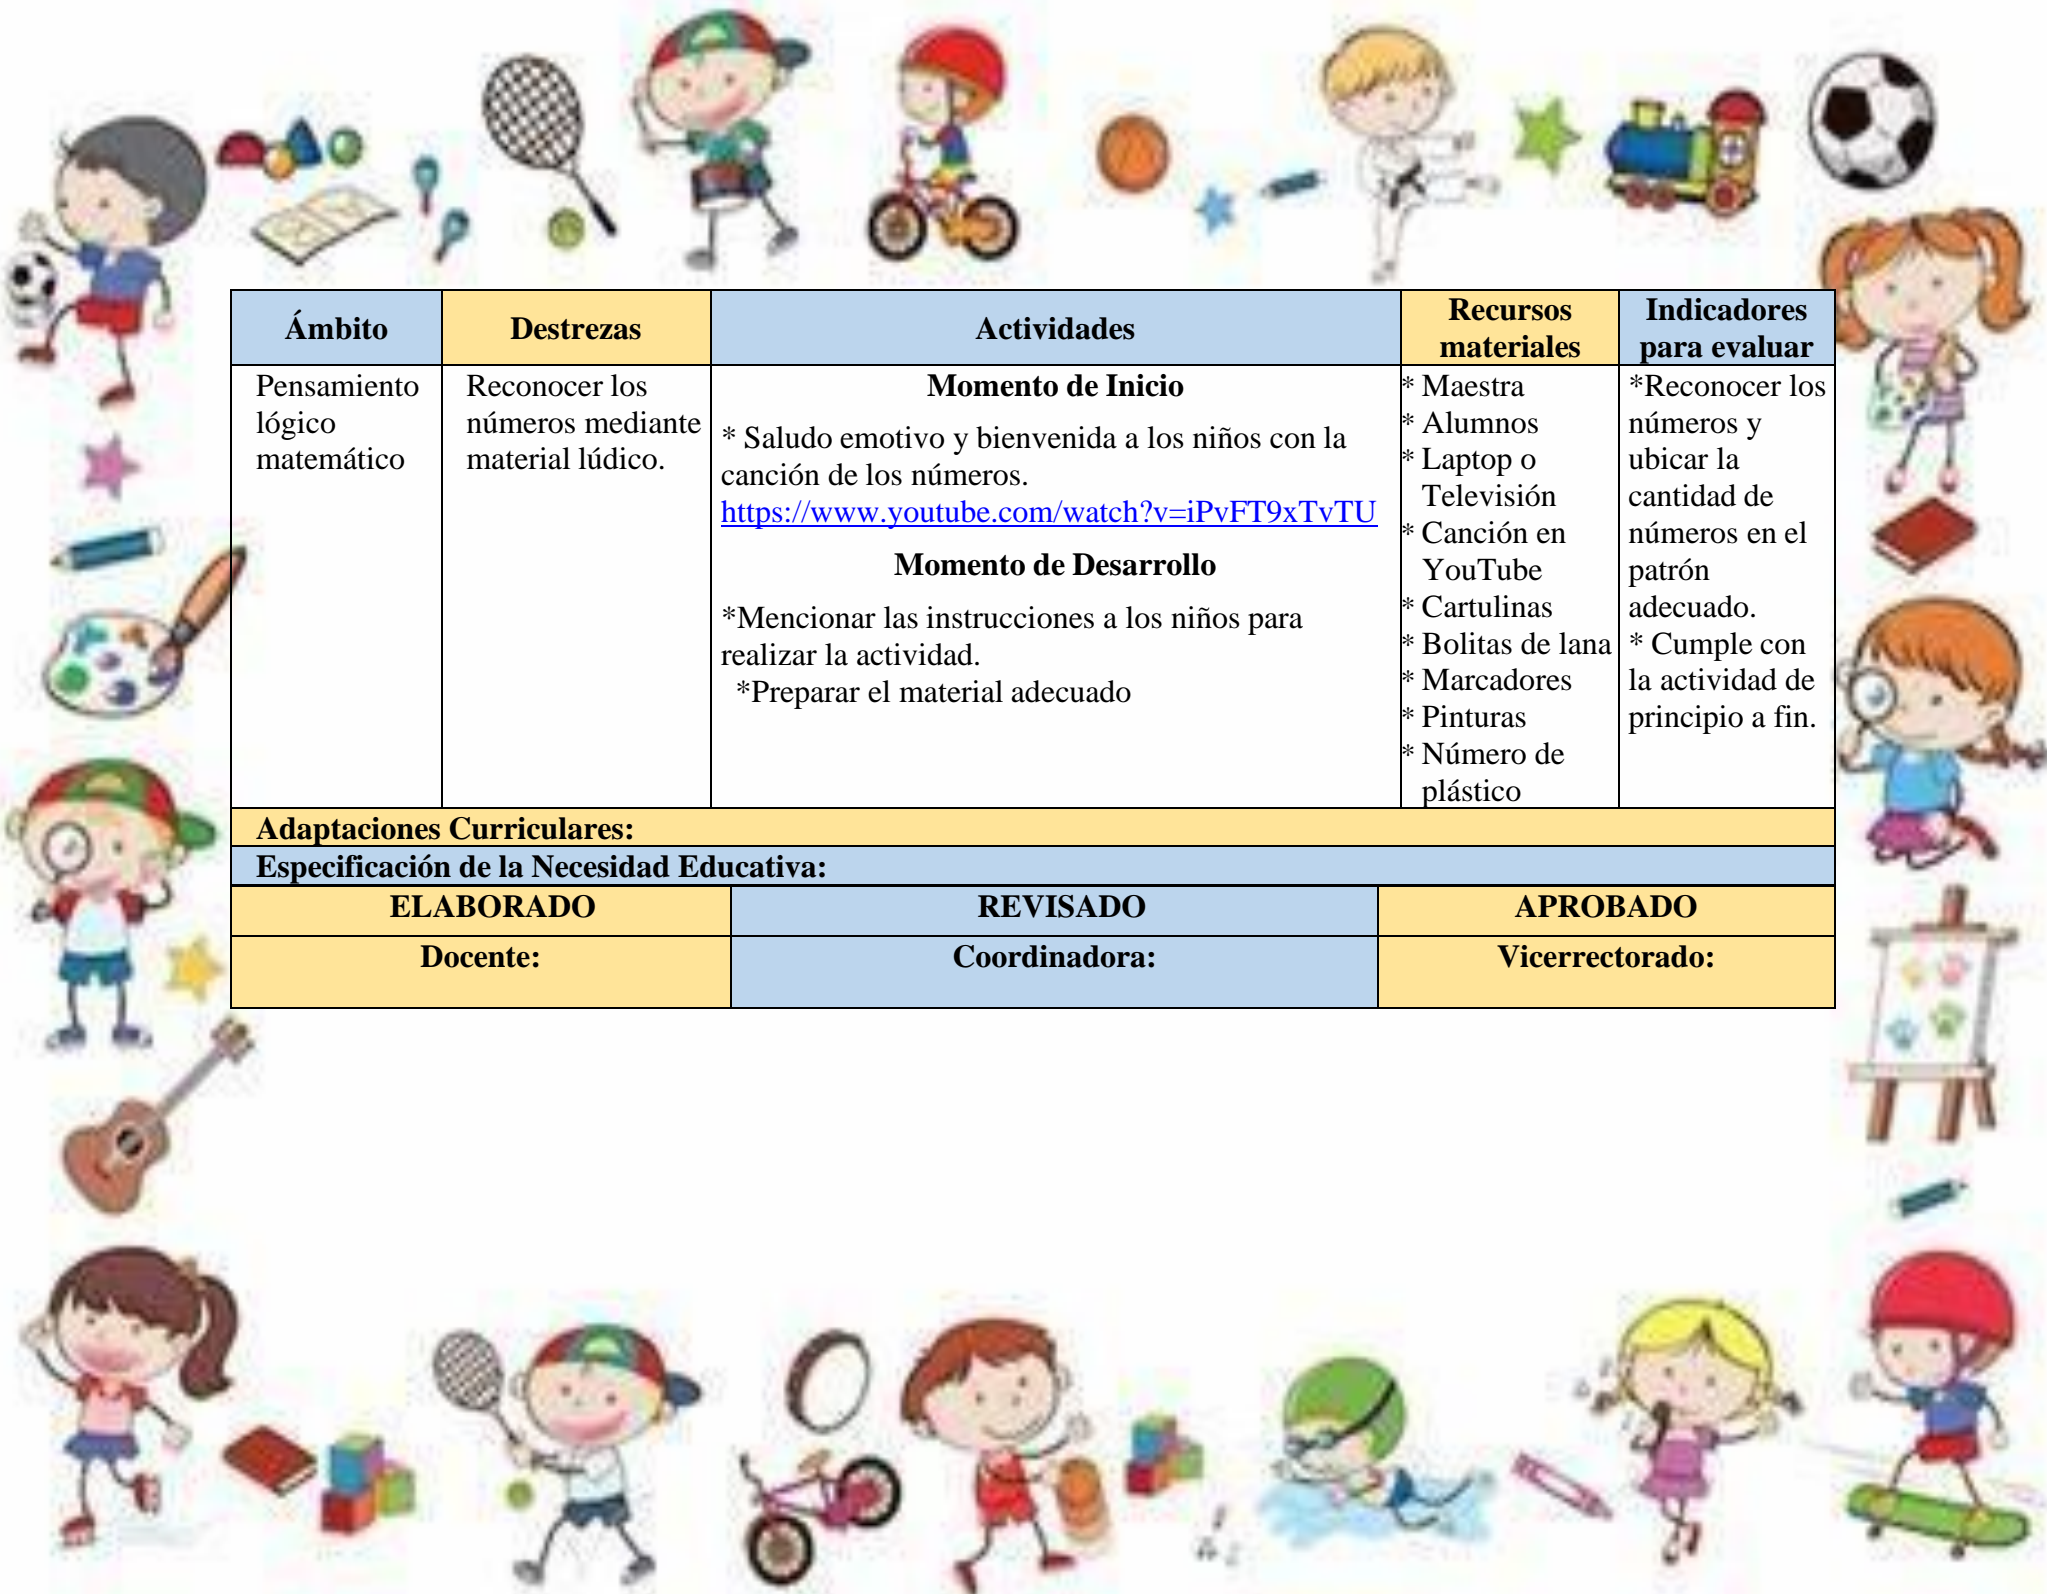 Ámbito
Destrezas
Actividades
Recursos
materiales
Indicadores
para evaluar
Pensamiento
lógico
matemático
Reconocer los
números mediante
material lúdico.
Momento de Inicio
* Saludo emotivo y bienvenida a los niños con la
canción de los números.
https://www.youtube.com/watch?v=iPvFT9xTvTU
Momento de Desarrollo
*Mencionar las instrucciones a los niños para
realizar la actividad.
*Preparar el material adecuado
* Maestra
* Alumnos
* Laptop o
Televisión
* Canción en
YouTube
* Cartulinas
* Bolitas de lana
* Marcadores
* Pinturas
* Número de
plástico
*Reconocer los
números y
ubicar la
cantidad de
números en el
patrón
adecuado.
* Cumple con
la actividad de
principio a fin.
Adaptaciones Curriculares:
Especificación de la Necesidad Educativa:
ELABORADO
REVISADO
APROBADO
Docente:
Coordinadora:
Vicerrectorado: